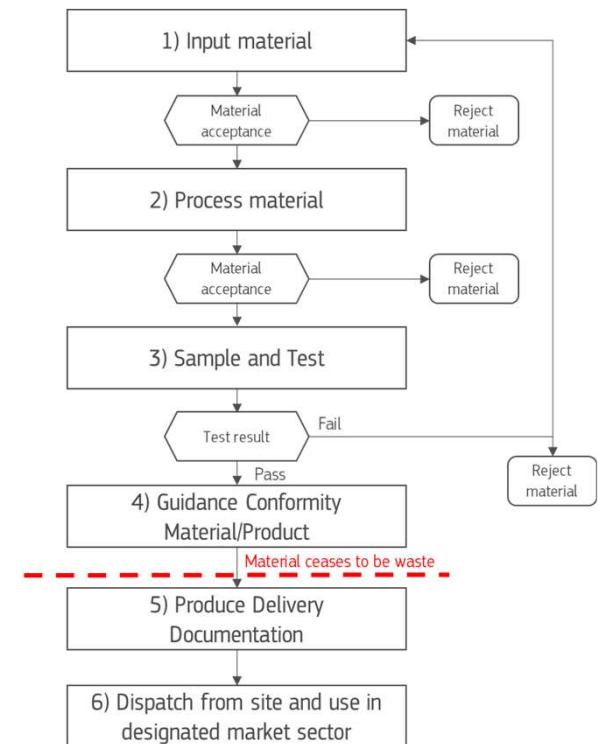 1) Input material
Material
acceptance
Reject
material
2) Process material
Material
acceptance
Reject
material
3) Sample and Test
Test result
Fail
Reject
material
Pass
4) Guidance Conformity
Material/Product
Material ceases to be waste
5) Produce Delivery
Documentation
6) Dispatch from site and use in
designated market sector